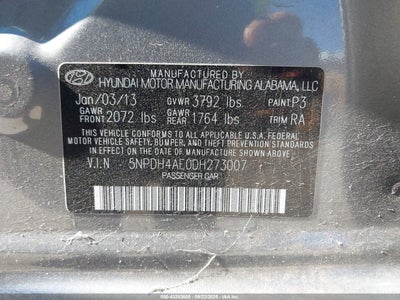 MANUFACTURED BY
HYUNDAI MOTOR MANUFACTURING ALABAMA, LLC
Jan/03/13 GVWR 3792 lbs. PAINT:P3
GAWR FRONT 2072 lbs GAWR REAR 1764 lbs. TRIM RA
THIS VEHICLE CONFORMS TO ALL APPLICABLE U.S.A. FEDERAL
MOTOR VEHICLE SAFETY, BUMPER, AND THEFT PREVENTION
STANDARDS IN EFFECT ON THE DATE OF MANUFACTURE SHOWN ABOVE.
V.I.N 5NPDH4AE0DH273007
PASSENGER CAR